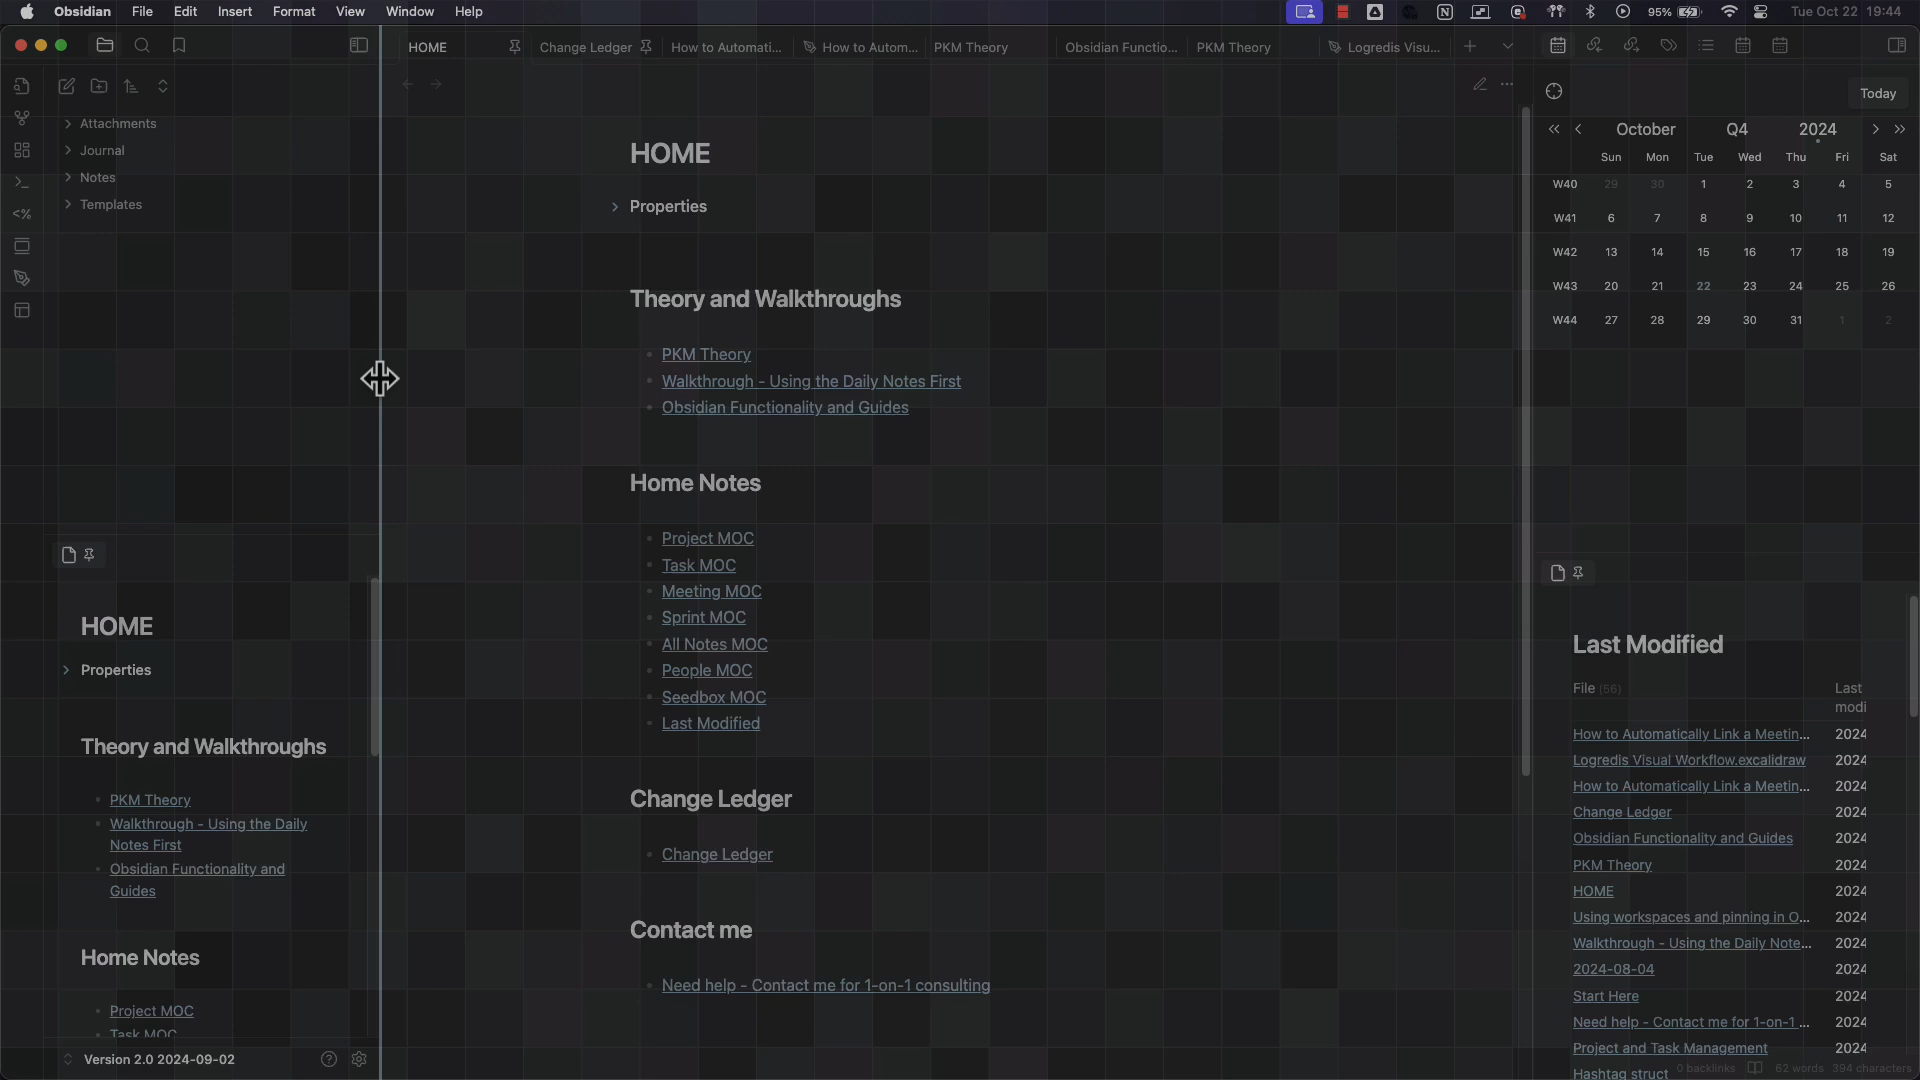 Obsidian File Edit Insert Format View Window Help 95% Tue Oct 22 19:44
HOME Change Ledger How to Automati... How to Autom... PKM Theory Obsidian Functio... PKM Theory Logredis Visu...
Attachments
Journal
Notes
Templates
HOME
Properties
Theory and Walkthroughs
PKM Theory
Walkthrough - Using the Daily
Notes First
Obsidian Functionality and
Guides
Home Notes
Project MOC
Task MOC
Version 2.0 2024-09-02
HOME
Properties
Theory and Walkthroughs
PKM Theory
Walkthrough - Using the Daily Notes First
Obsidian Functionality and Guides
Home Notes
Project MOC
Task MOC
Meeting MOC
Sprint MOC
All Notes MOC
People MOC
Seedbox MOC
Last Modified
Change Ledger
Change Ledger
Contact me
Need help - Contact me for 1-on-1 consulting
Today
October Q4 2024
Sun Mon Tue Wed Thu Fri Sat
W40 29 30 1 2 3 4 5
W41 6 7 8 9 10 11 12
W42 13 14 15 16 17 18 19
W43 20 21 22 23 24 25 26
W44 27 28 29 30 31 1 2
Last Modified
File (56) Last
modi
How to Automatically Link a Meetin... 2024
Logredis Visual Workflow.excalidraw 2024
How to Automatically Link a Meetin... 2024
Change Ledger 2024
Obsidian Functionality and Guides 2024
PKM Theory 2024
HOME 2024
Using workspaces and pinning in O... 2024
Walkthrough - Using the Daily Note... 2024
2024-08-04 2024
Start Here 2024
Need help - Contact me for 1-on-1 ... 2024
Project and Task Management 2024
Hashtag struct 0 backlinks 62 words 394 characters